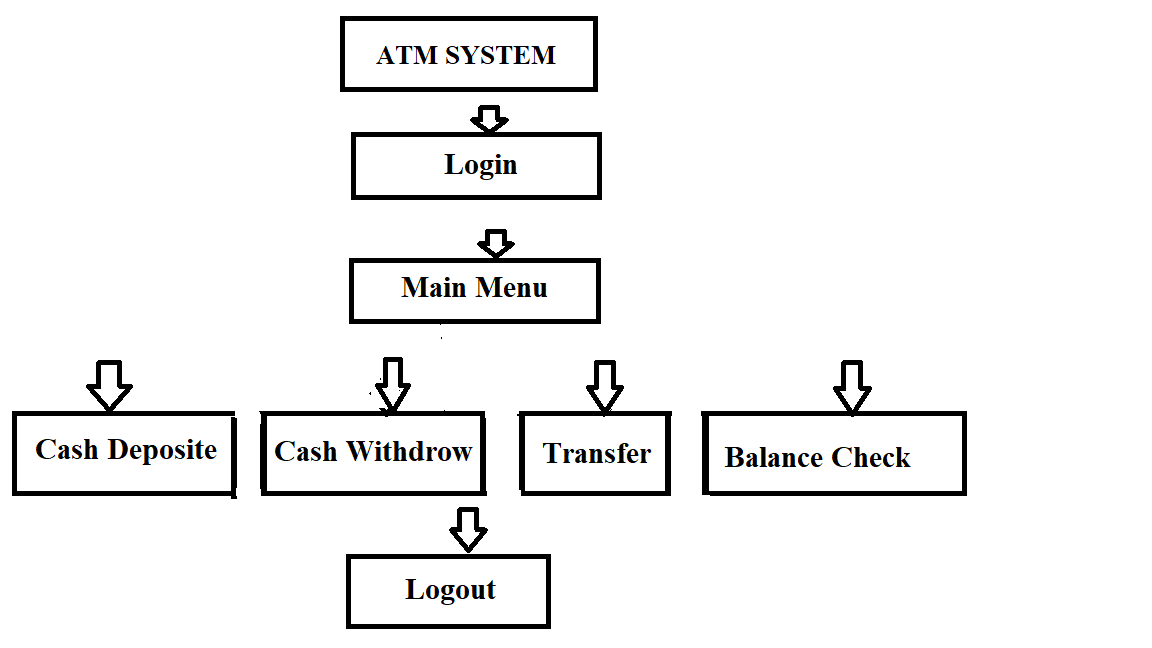 ATM SYSTEM
Login
Main Menu
Cash Deposite
Cash Withdrow
Transfer
Balance Check
Logout